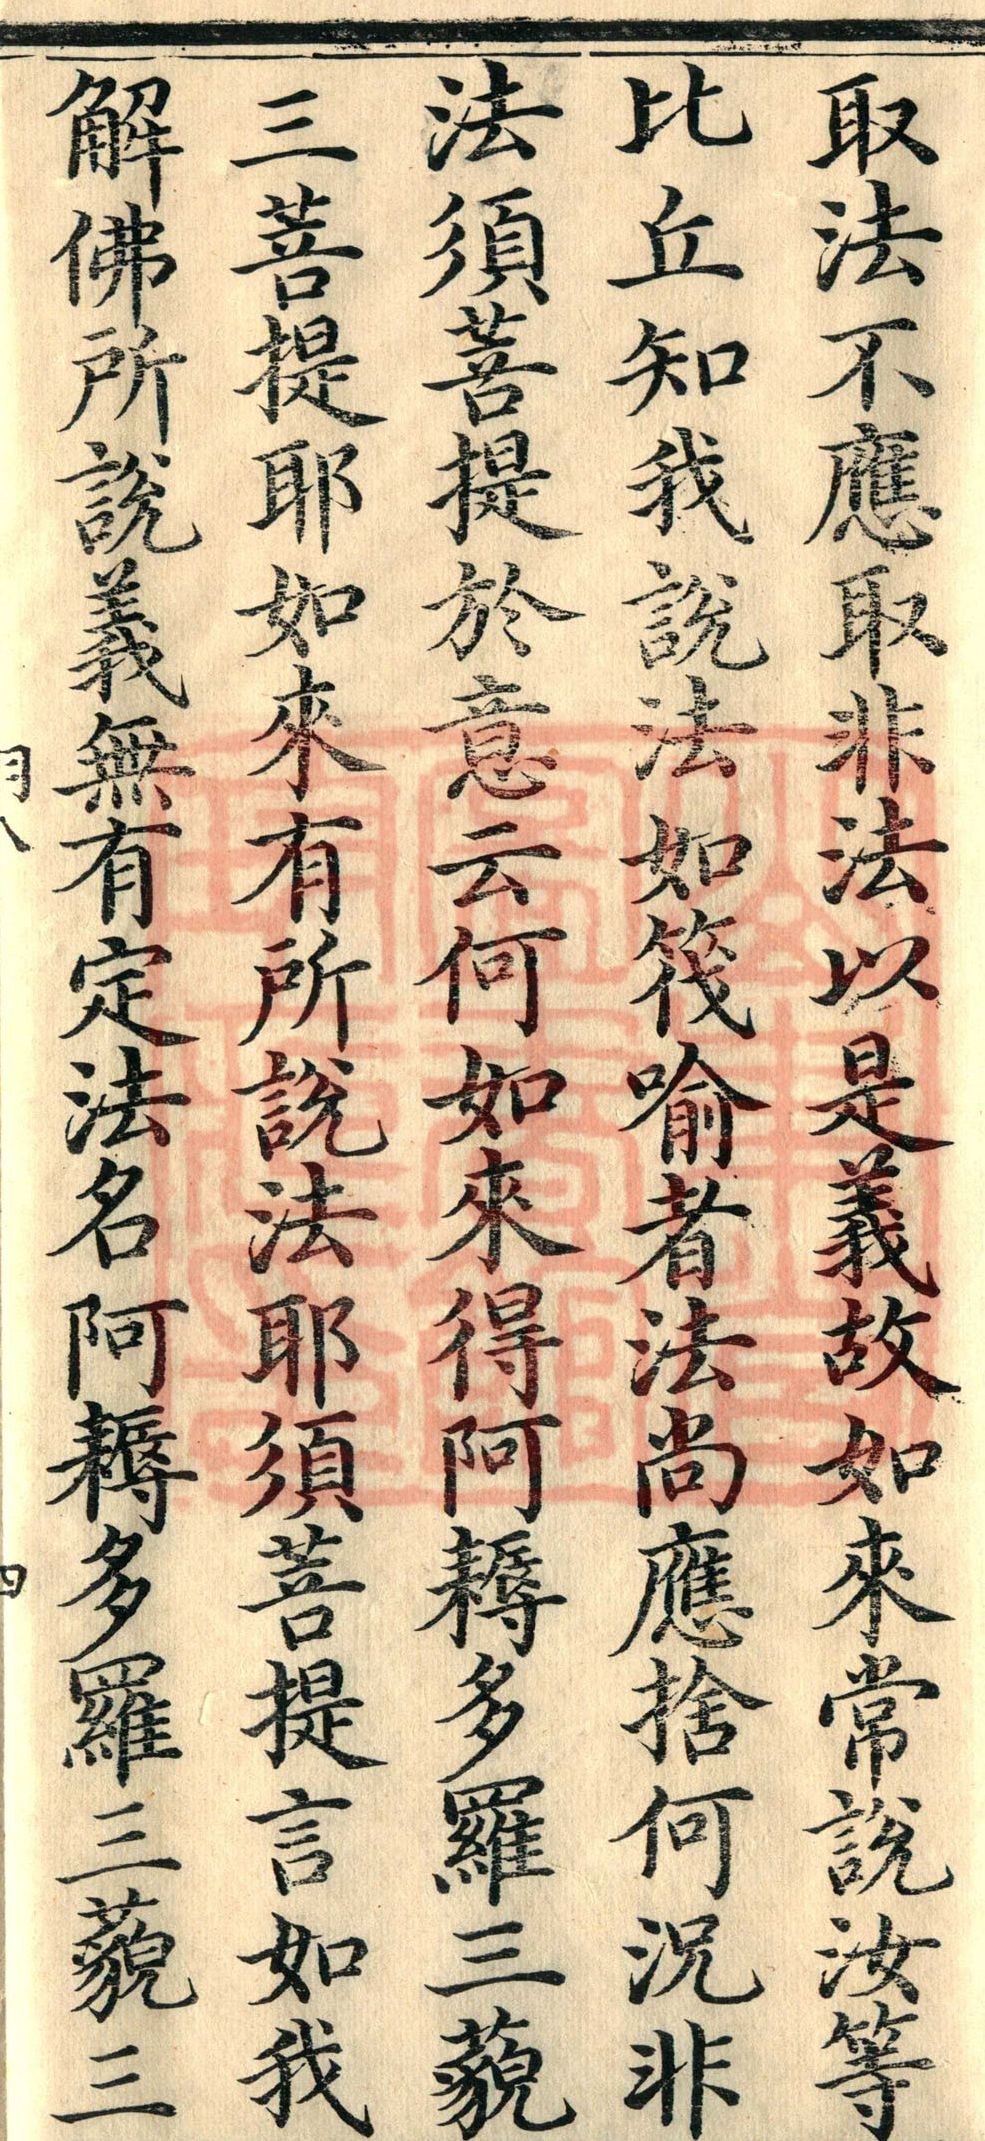 取法不應取非法以是義故如來常說汝等
比丘知我說法如筏喻者法尚應捨何況非
法須菩提於意云何如來得阿耨多羅三藐
三菩提耶如來有所說法耶須菩提言如我
解佛所說義無有定法名阿耨多羅三藐三
四